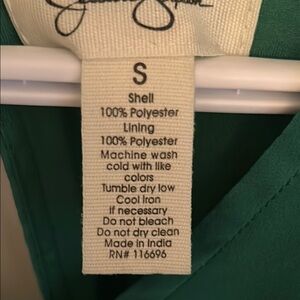 S
Shell
100% Polyester
Lining
100% Polyester
Machine wash
cold with like
colors
Tumble dry low
Cool Iron
if necessary
Do not bleach
Do not dry clean
Made in India
RN# 116696